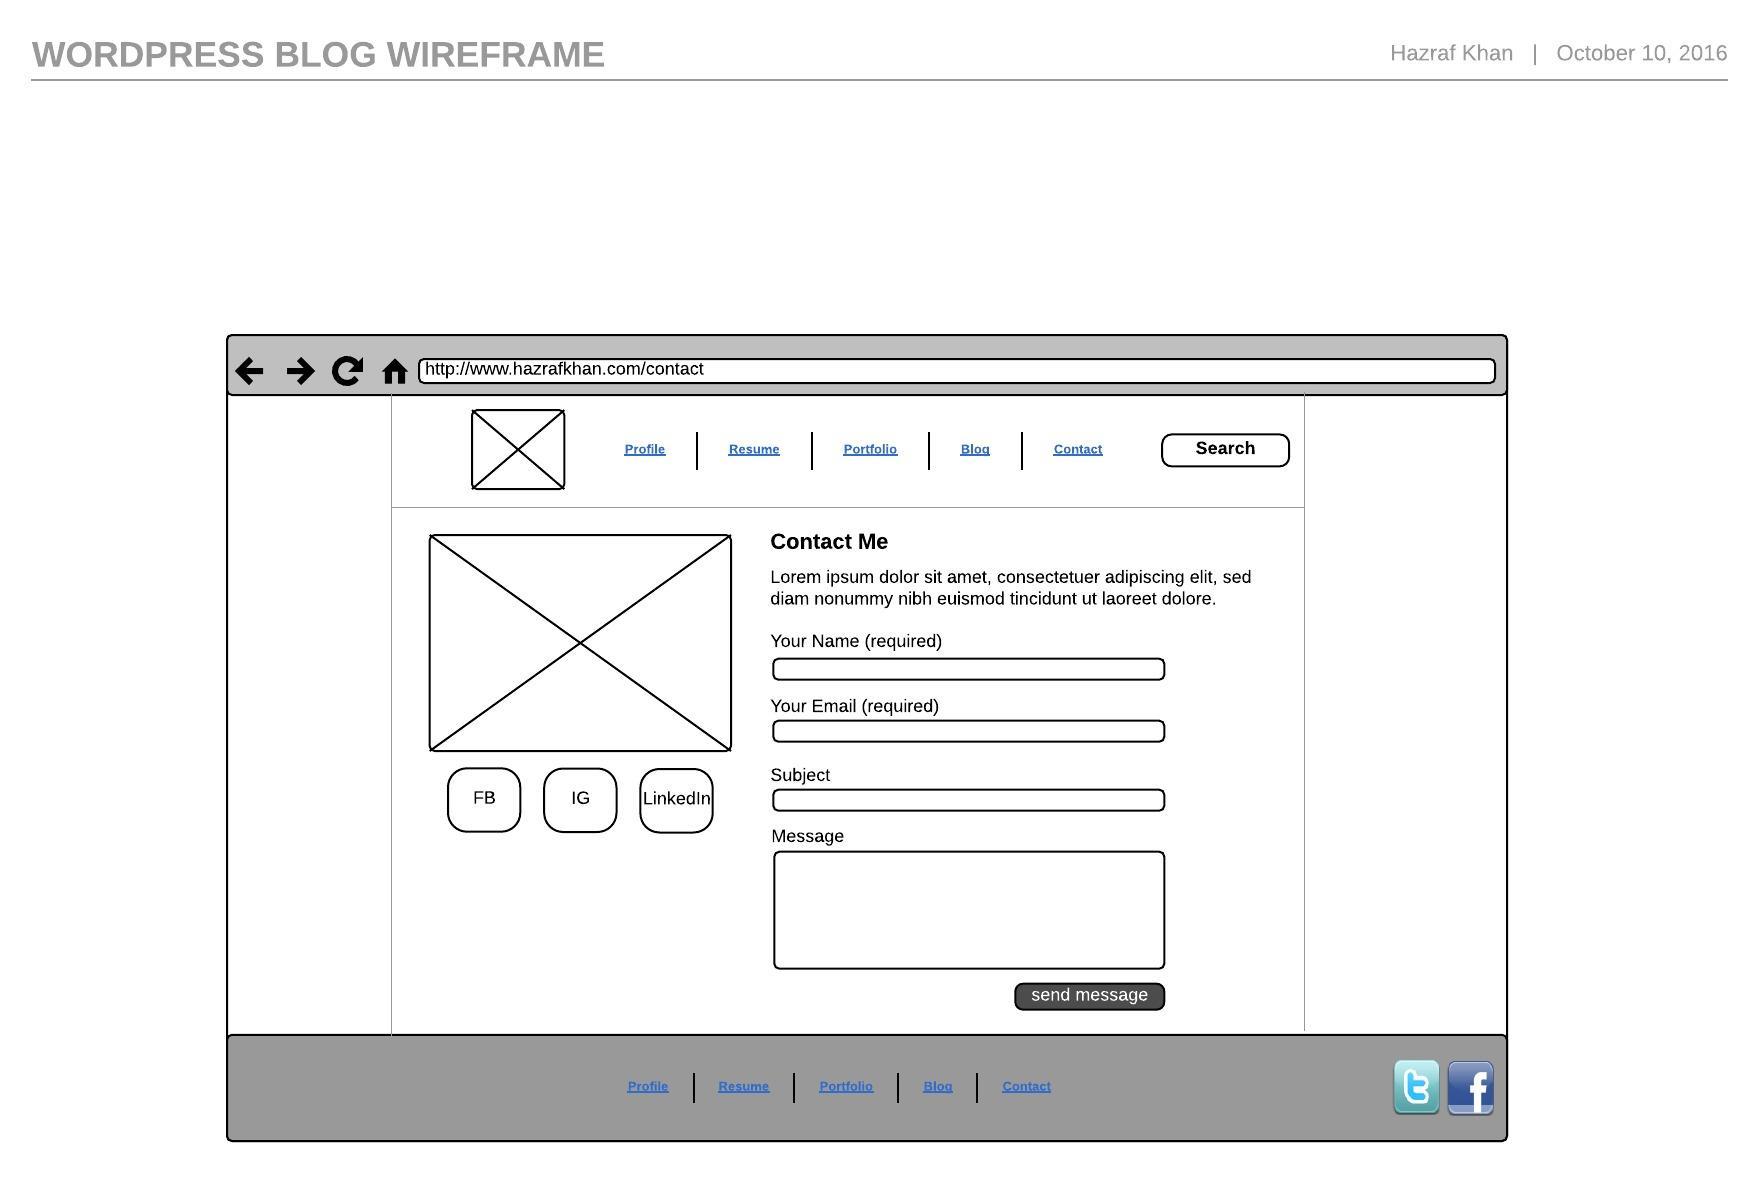 WORDPRESS BLOG WIREFRAME
Hazraf Khan | October 10, 2016
http://www.hazrafkhan.com/contact
Profile
Resume
Portfolio
Blog
Contact
Search
Contact Me
Lorem ipsum dolor sit amet, consectetuer adipiscing elit, sed
diam nonummy nibh euismod tincidunt ut laoreet dolore.
Your Name (required)
Your Email (required)
Subject
Message
send message
FB
IG
LinkedIn
Profile
Resume
Portfolio
Blog
Contact